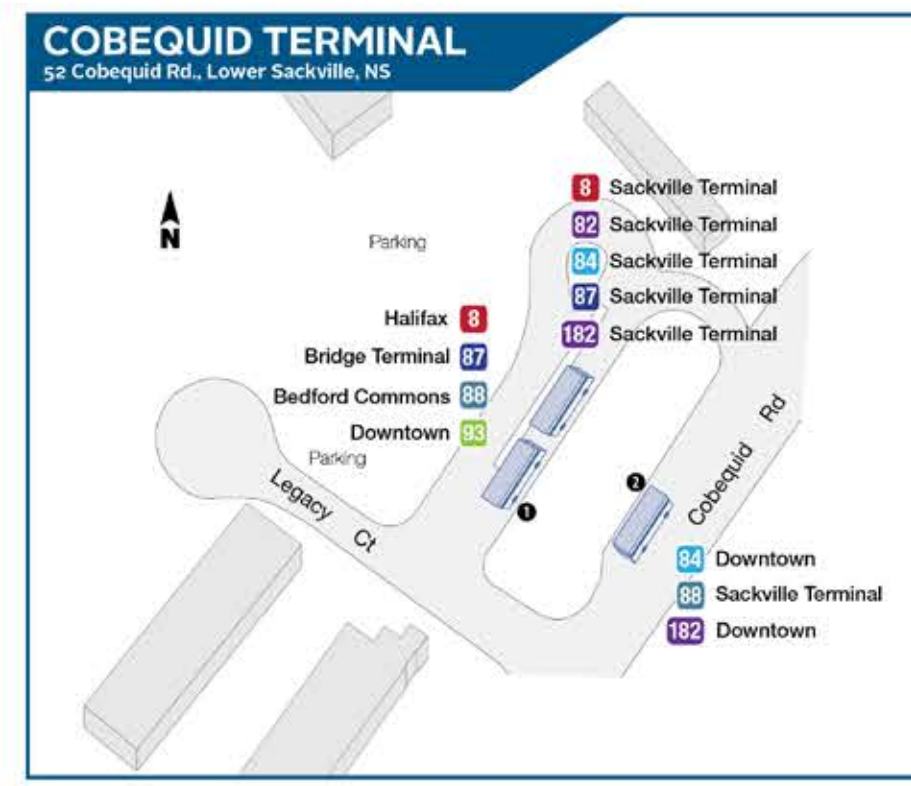 COBEQUID TERMINAL
52 Cobequid Rd., Lower Sackville, NS
N
Parking
8 Sackville Terminal
82 Sackville Terminal
84 Sackville Terminal
87 Sackville Terminal
182 Sackville Terminal
Halifax 8
Bridge Terminal 87
Bedford Commons 88
Downtown 93
Parking
Legacy Ct
1
2
Cobequid Rd
84 Downtown
88 Sackville Terminal
182 Downtown